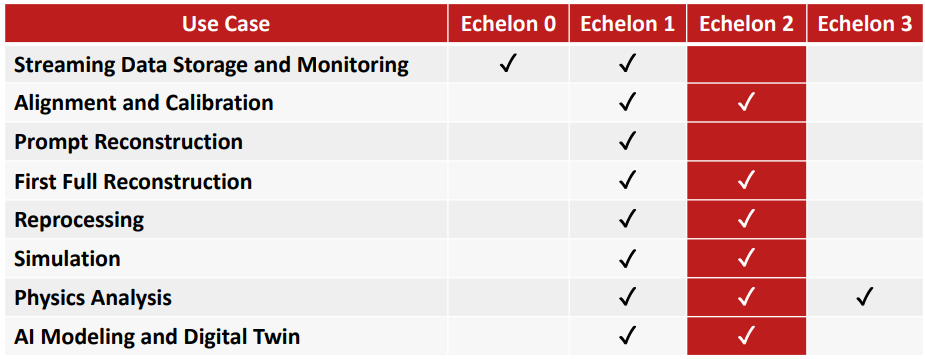 Use Case Echelon 0 Echelon 1 Echelon 2 Echelon 3
Streaming Data Storage and Monitoring ✓ ✓
Alignment and Calibration ✓ ✓
Prompt Reconstruction ✓
First Full Reconstruction ✓ ✓
Reprocessing ✓ ✓
Simulation ✓ ✓
Physics Analysis ✓ ✓ ✓
AI Modeling and Digital Twin ✓ ✓